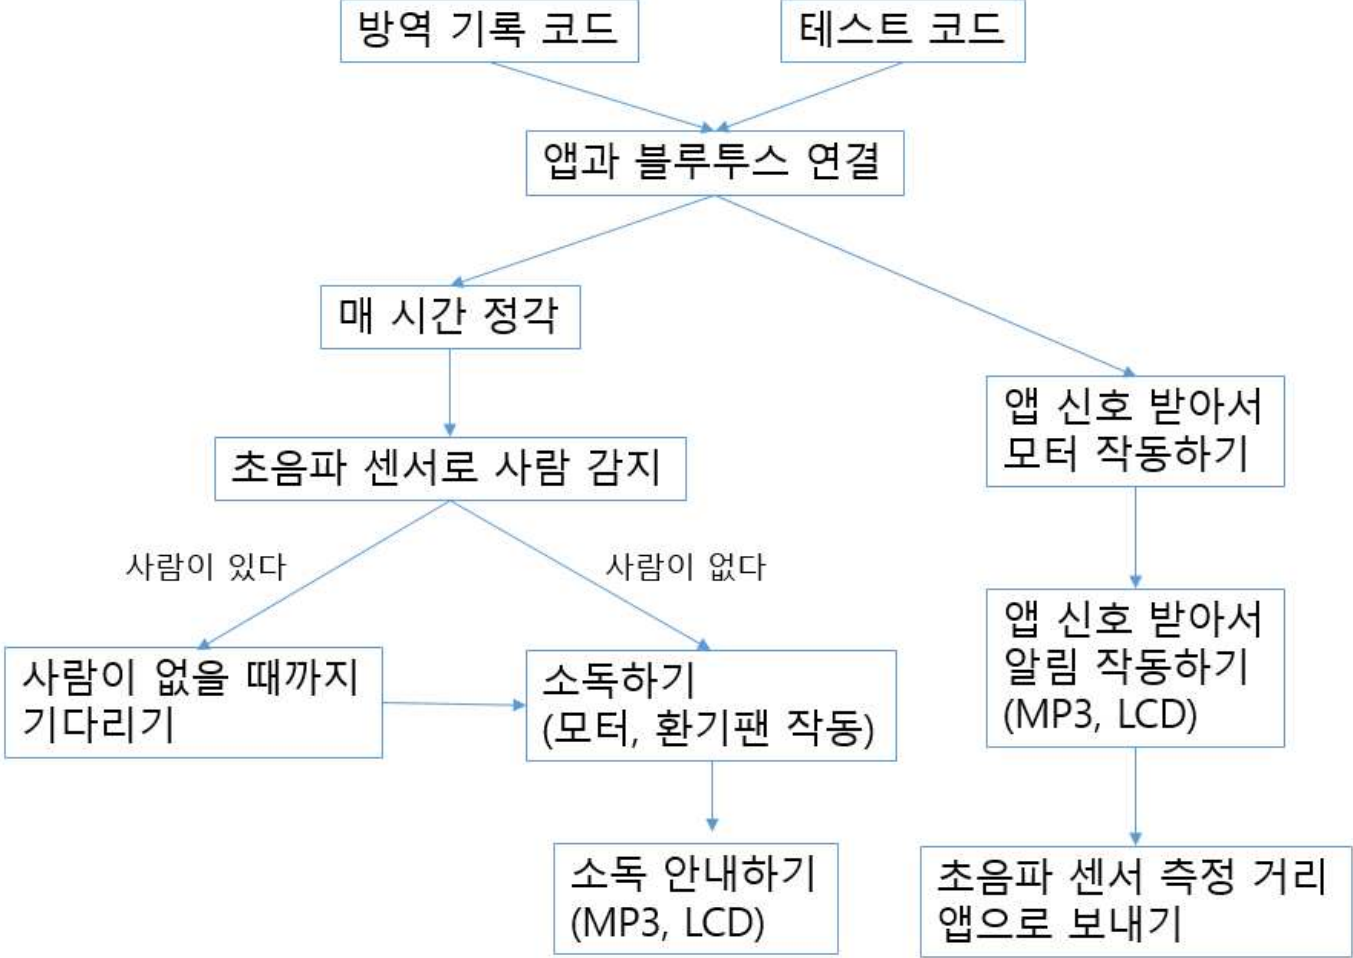 방역 기록 코드
테스트 코드
앱과 블루투스 연결
매 시간 정각
앱 신호 받아서
모터 작동하기
초음파 센서로 사람 감지
사람이 있다
사람이 없다
앱 신호 받아서
알림 작동하기
(MP3, LCD)
사람이 없을 때까지
기다리기
소독하기
(모터, 환기팬 작동)
소독 안내하기
(MP3, LCD)
초음파 센서 측정 거리
앱으로 보내기